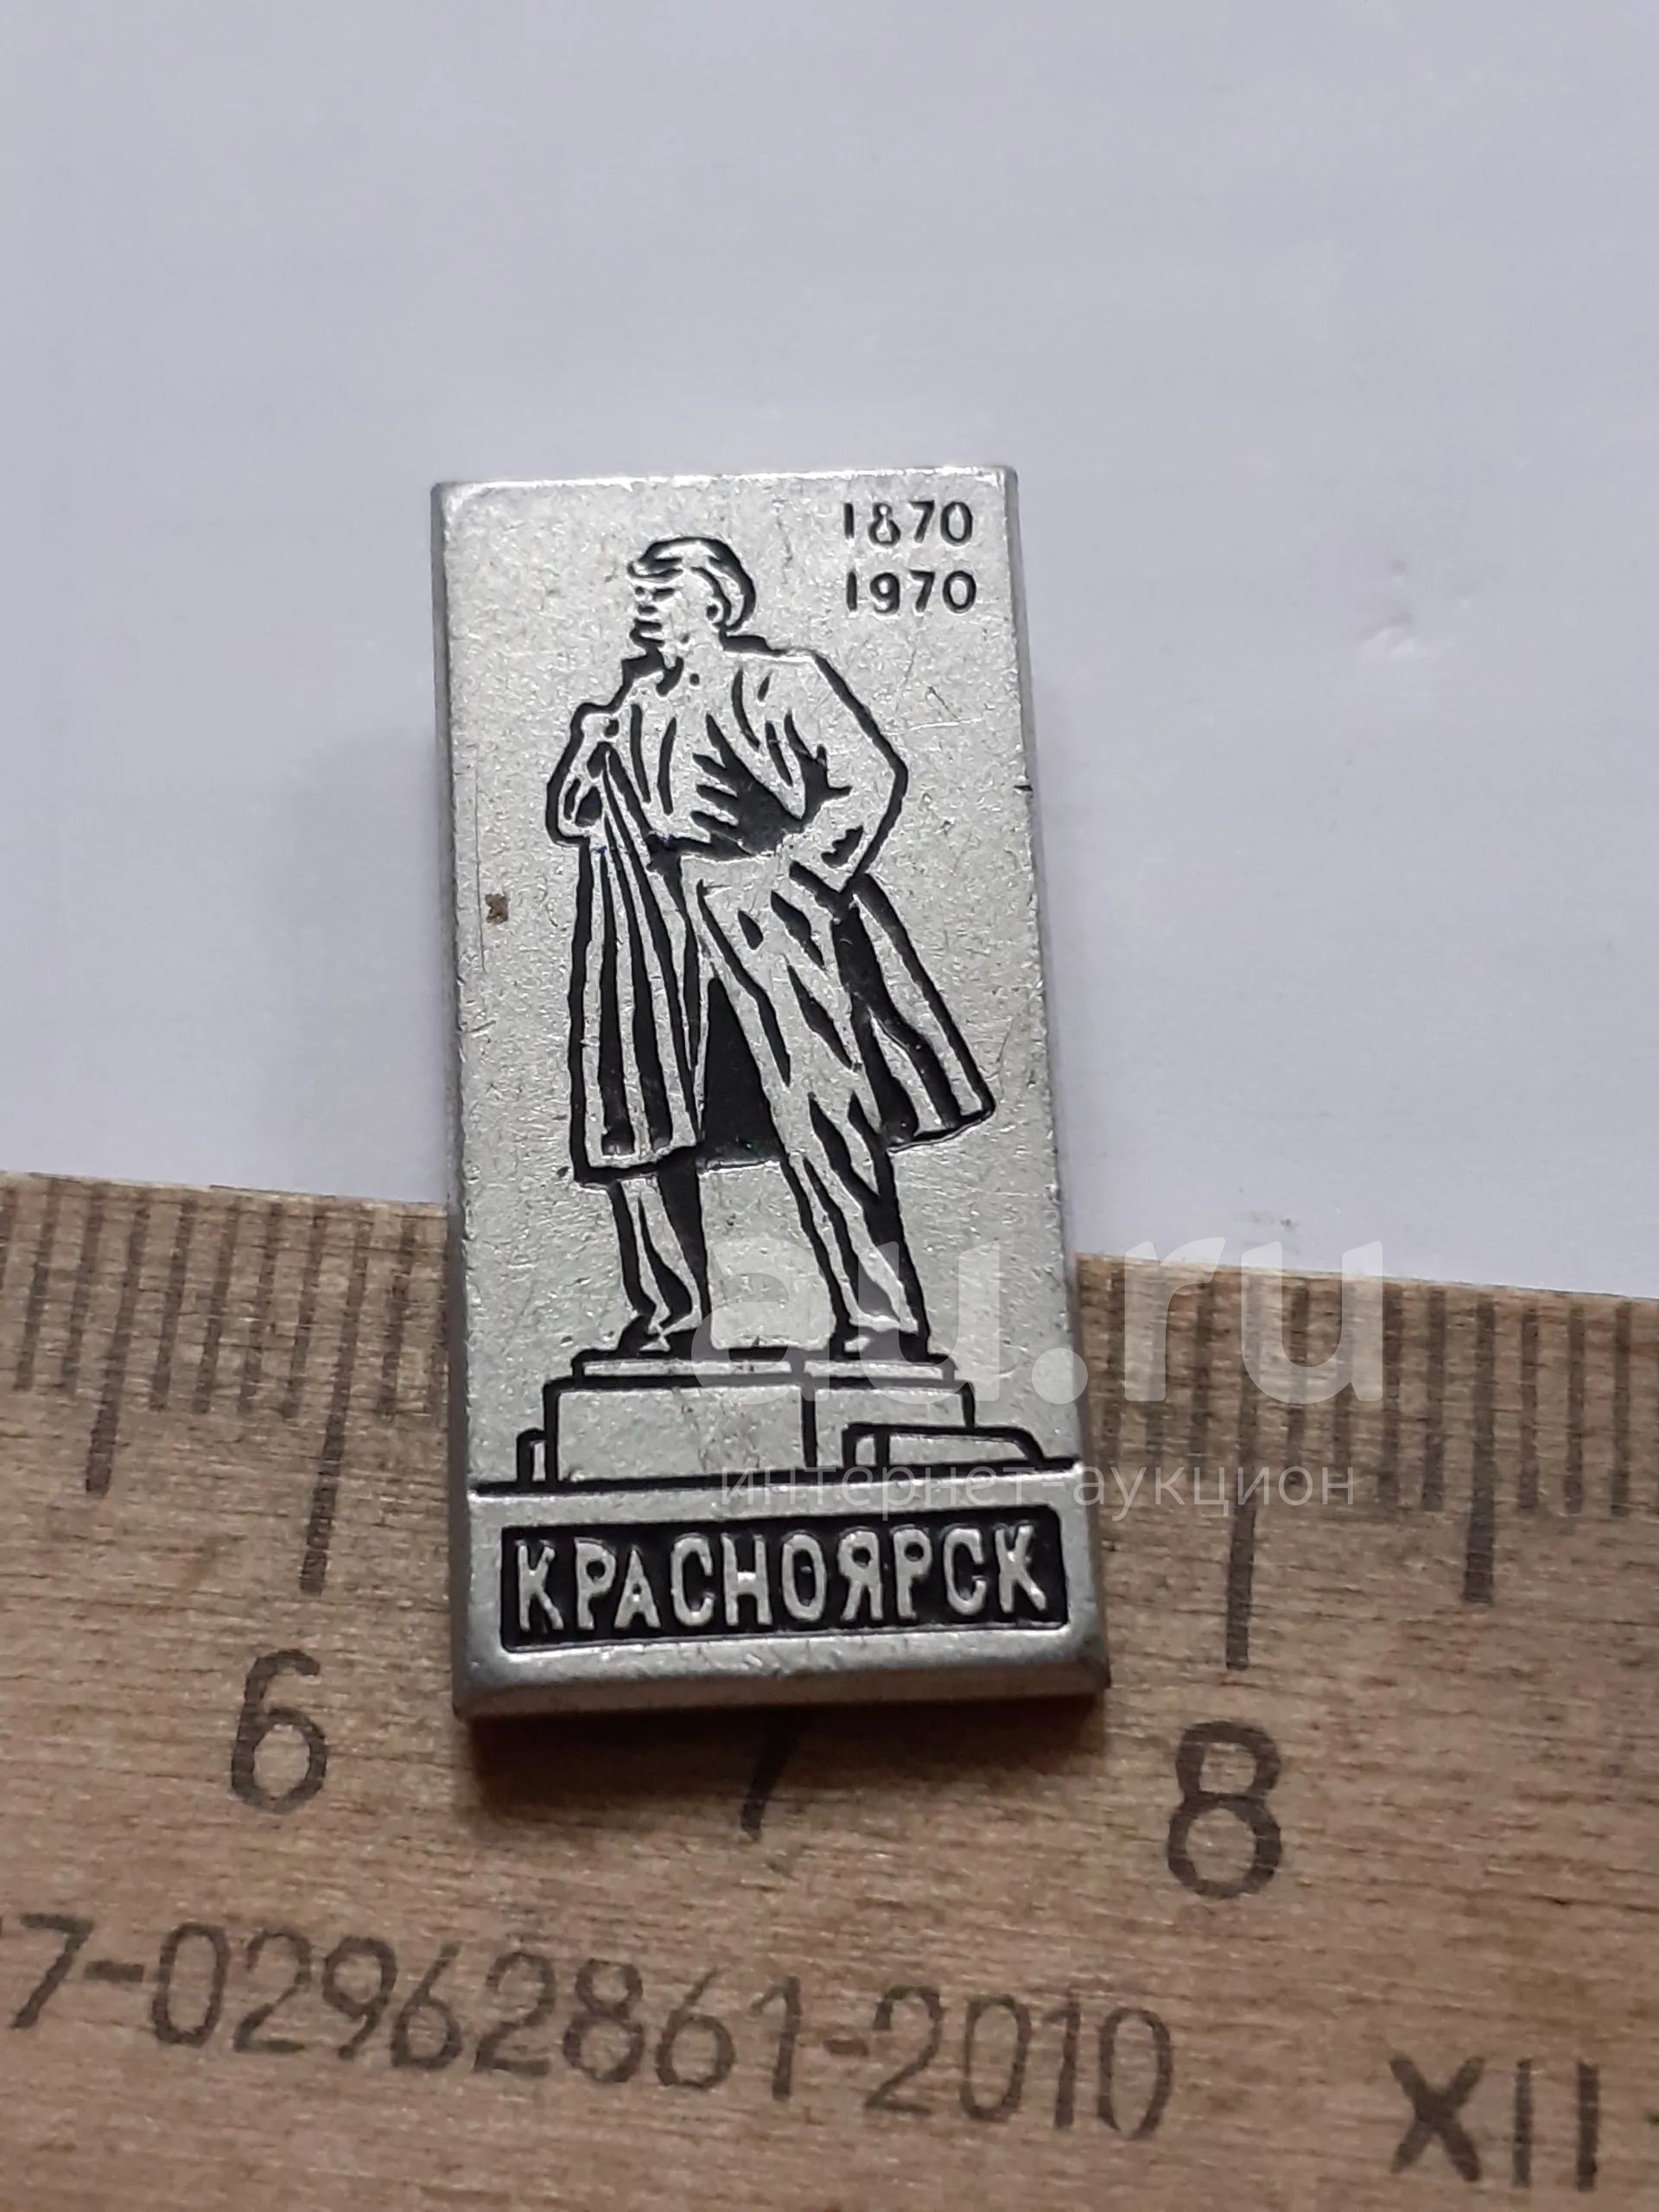 1870
1970
au.ru
интернет-аукцион
КРАСНОЯРСК
6 7 8
7-02962861-2010
XII